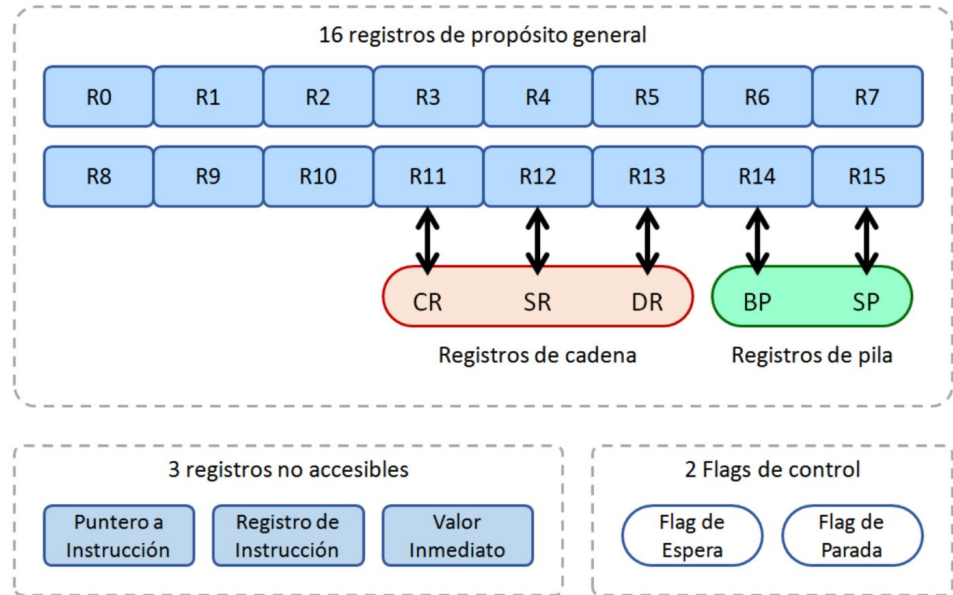 16 registros de propósito general
R0 R1 R2 R3 R4 R5 R6 R7
R8 R9 R10 R11 R12 R13 R14 R15
CR SR DR BP SP
Registros de cadena Registros de pila
3 registros no accesibles
Puntero a
Instrucción
Registro de
Instrucción
Valor
Inmediato
2 Flags de control
Flag de
Espera
Flag de
Parada